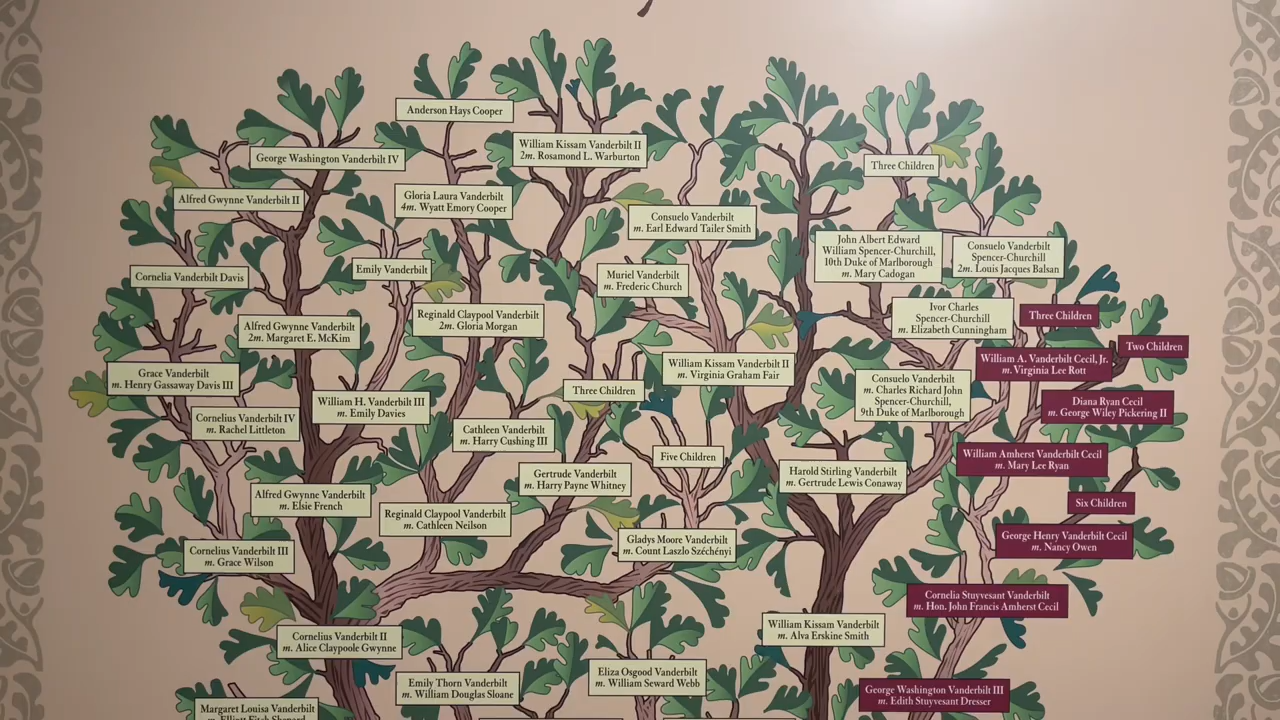 Anderson Hays Cooper
George Washington Vanderbilt IV
William Kissam Vanderbilt II
2m. Rosamond L. Warburton
Three Children
Alfred Gwynne Vanderbilt II
Gloria Laura Vanderbilt
4m. Wyatt Emory Cooper
Consuelo Vanderbilt
m. Earl Edward Tailer Smith
John Albert Edward
William Spencer-Churchill,
10th Duke of Marlborough
m. Mary Cadogan
Consuelo Vanderbilt
Spencer-Churchill
2m. Louis Jacques Balsan
Cornelia Vanderbilt Davis
Emily Vanderbilt
Muriel Vanderbilt
m. Frederic Church
Alfred Gwynne Vanderbilt
2m. Margaret E. McKim
Reginald Claypool Vanderbilt
2m. Gloria Morgan
Ivor Charles
Spencer-Churchill
m. Elizabeth Cunningham
Three Children
Two Children
Grace Vanderbilt
m. Henry Gassaway Davis III
William Kissam Vanderbilt II
m. Virginia Graham Fair
William A. Vanderbilt Cecil, Jr.
m. Virginia Lee Rott
Three Children
Consuelo Vanderbilt
m. Charles Richard John
Spencer-Churchill,
9th Duke of Marlborough
Diana Ryan Cecil
m. George Wiley Pickering II
William H. Vanderbilt III
m. Emily Davies
Cornelius Vanderbilt IV
m. Rachel Littleton
Cathleen Vanderbilt
m. Harry Cushing III
Five Children
William Amherst Vanderbilt Cecil
m. Mary Lee Ryan
Gertrude Vanderbilt
m. Harry Payne Whitney
Harold Stirling Vanderbilt
m. Gertrude Lewis Conaway
Alfred Gwynne Vanderbilt
m. Elsie French
Six Children
Reginald Claypool Vanderbilt
m. Cathleen Neilson
Gladys Moore Vanderbilt
m. Count Laszlo Széchényi
George Henry Vanderbilt Cecil
m. Nancy Owen
Cornelius Vanderbilt III
m. Grace Wilson
Cornelia Stuyvesant Vanderbilt
m. Hon. John Francis Amherst Cecil
Cornelius Vanderbilt II
m. Alice Claypoole Gwynne
William Kissam Vanderbilt
m. Alva Erskine Smith
Emily Thorn Vanderbilt
m. William Douglas Sloane
Eliza Osgood Vanderbilt
m. William Seward Webb
George Washington Vanderbilt III
m. Edith Stuyvesant Dresser
Margaret Louisa Vanderbilt
m. Elliott Fitch Shepard